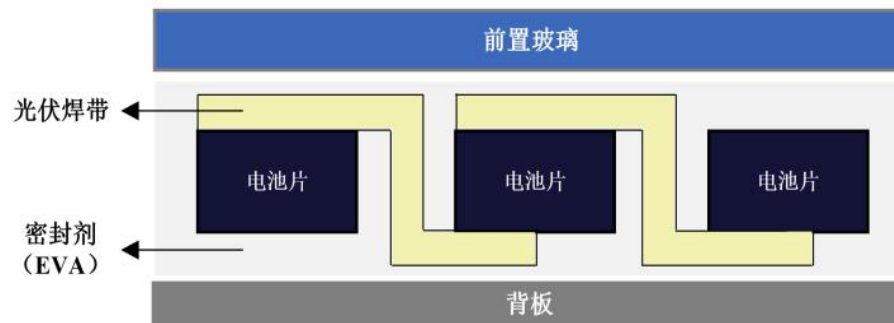 前置玻璃
光伏焊带
电池片 电池片 电池片
密封剂
（EVA）
背板